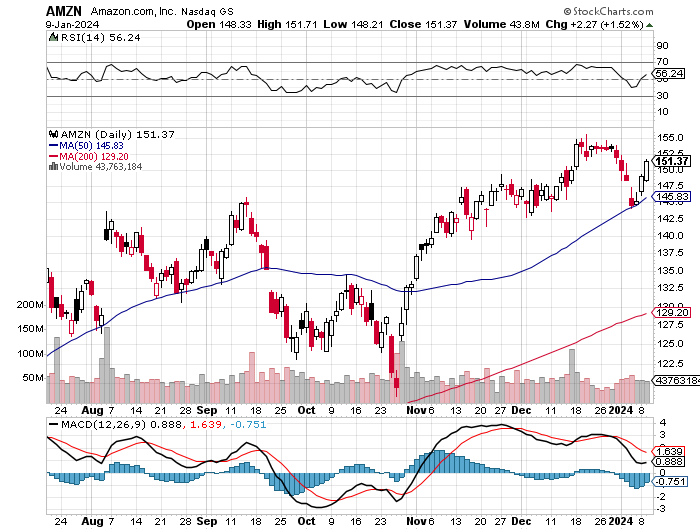 AMZN Amazon.com, Inc. Nasdaq GS © StockCharts.com
9-Jan-2024 Open 148.33 High 151.71 Low 148.21 Close 151.37 Volume 43.8M Chg +2.27 (+1.52%)
RSI(14) 56.24
90
70
56.24
50
30
10
AMZN (Daily) 151.37
MA(50) 145.83
MA(200) 129.20
Volume 43,763,184
155.0
152.5
151.37
150.0
147.5
145.83
145.0
142.5
140.0
137.5
135.0
132.5
130.0
129.20
127.5
125.0
122.5
200M
150M
100M
50M
43763184
24 Aug 7 14 21 28 Sep 11 18 25 Oct 9 16 23 Nov 6 13 20 27 Dec 11 18 26 2024 8
MACD(12,26,9) 0.888, 1.639, -0.751
4
3
2
1.639
0.888
-0.751
-2
-3
24 Aug 7 14 21 28 Sep 11 18 25 Oct 9 16 23 Nov 6 13 20 27 Dec 11 18 26 2024 8